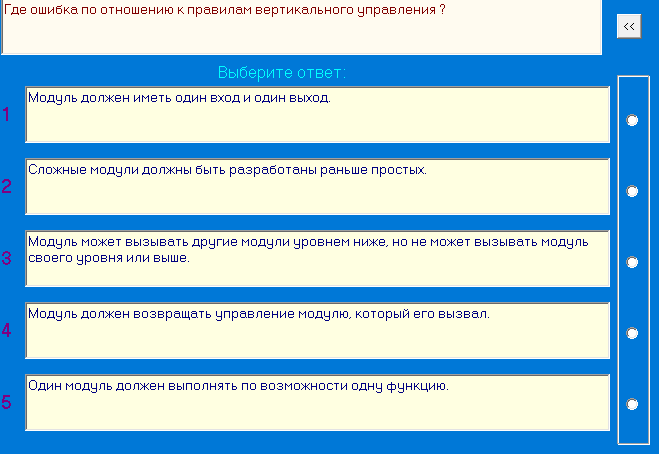 Где ошибка по отношению к правилам вертикального управления ?
<<
Выберите ответ:
1
Модуль должен иметь один вход и один выход.
2
Сложные модули должны быть разработаны раньше простых.
3
Модуль может вызывать другие модули уровнем ниже, но не может вызывать модуль
своего уровня или выше.
4
Модуль должен возвращать управление модулю, который его вызвал.
5
Один модуль должен выполнять по возможности одну функцию.